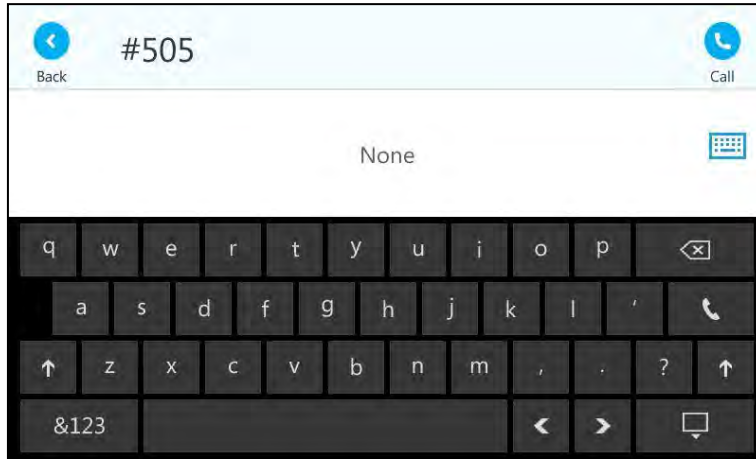 #505
Back
Call
None
q w e r t y u i o p
a s d f g h j k l '
z x c v b n m , . ?
&123